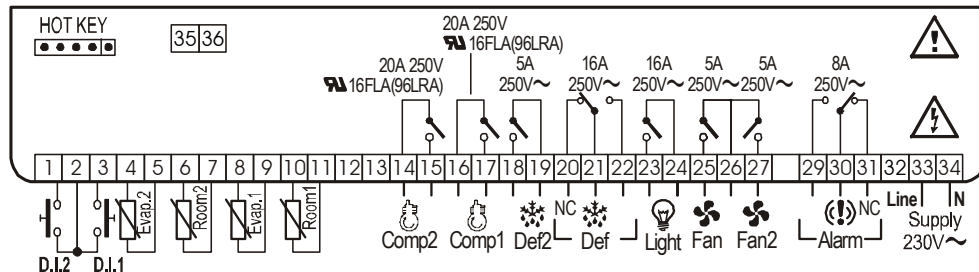 HOT KEY
35 36
20A 250V
16FLA(96LRA)
20A 250V
16FLA(96LRA)
5A 250V~
16A 250V~
16A 250V~
5A 250V~
5A 250V~
8A 250V~
1 2 3 4 5 6 7 8 9 10 11 12 13 14 15 16 17 18 19 20 21 22 23 24 25 26 27 29 30 31 32 33 34
Evap.2
Room2
Evap.1
Room1
D.I.2
D.I.1
Comp2
Comp1
Def2
NC
Def
Light
Fan
Fan2
NC
Alarm
Line
N
Supply
230V~